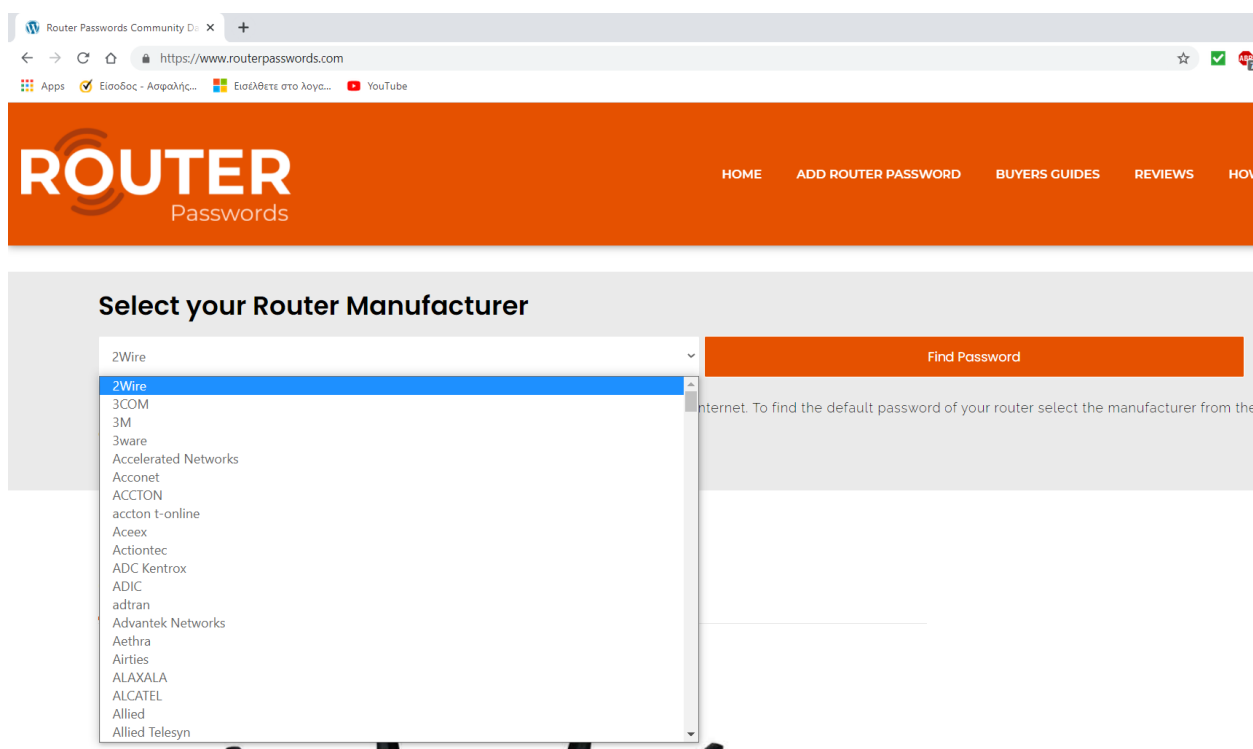 Router Passwords Community Da
https://www.routerpasswords.com
Apps
Είσοδος - Ασφαλής...
Εισέλθετε στο λογα...
YouTube
ROUTER
Passwords
HOME
ADD ROUTER PASSWORD
BUYERS GUIDES
REVIEWS
HOW
Select your Router Manufacturer
2Wire
Find Password
2Wire
3COM
3M
3ware
Accelerated Networks
Acconet
ACCTON
accton t-online
Aceex
Actiontec
ADC Kentrox
ADIC
adtran
Advantek Networks
Aethra
Airties
ALAXALA
ALCATEL
Allied
Allied Telesyn
nternet. To find the default password of your router select the manufacturer from the